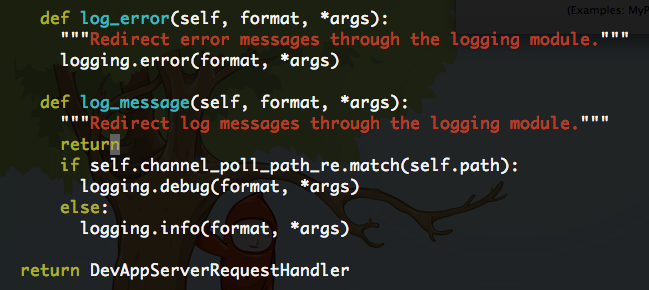 (Examples: MyP
def log_error(self, format, *args):
"""Redirect error messages through the logging module."""
logging.error(format, *args)
def log_message(self, format, *args):
"""Redirect log messages through the logging module."""
return
if self.channel_poll_path_re.match(self.path):
logging.debug(format, *args)
else:
logging.info(format, *args)
return DevAppServerRequestHandler